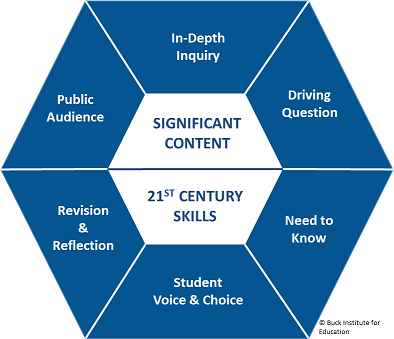 In-Depth
Inquiry
Driving
Question
Need to
Know
Student
Voice & Choice
Revision
&
Reflection
Public
Audience
SIGNIFICANT
CONTENT
21ST CENTURY
SKILLS
© Buck Institute for
Education